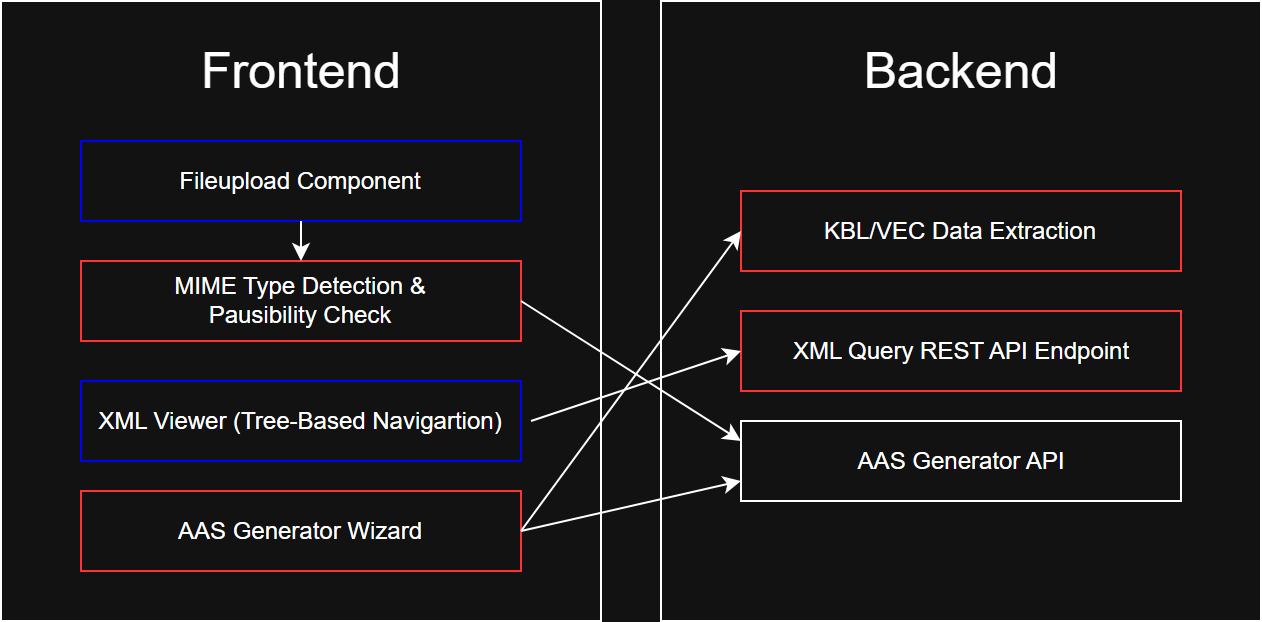 Frontend
Fileupload Component
MIME Type Detection &
Pausibility Check
XML Viewer (Tree-Based Navigartion)
AAS Generator Wizard
Backend
KBL/VEC Data Extraction
XML Query REST API Endpoint
AAS Generator API